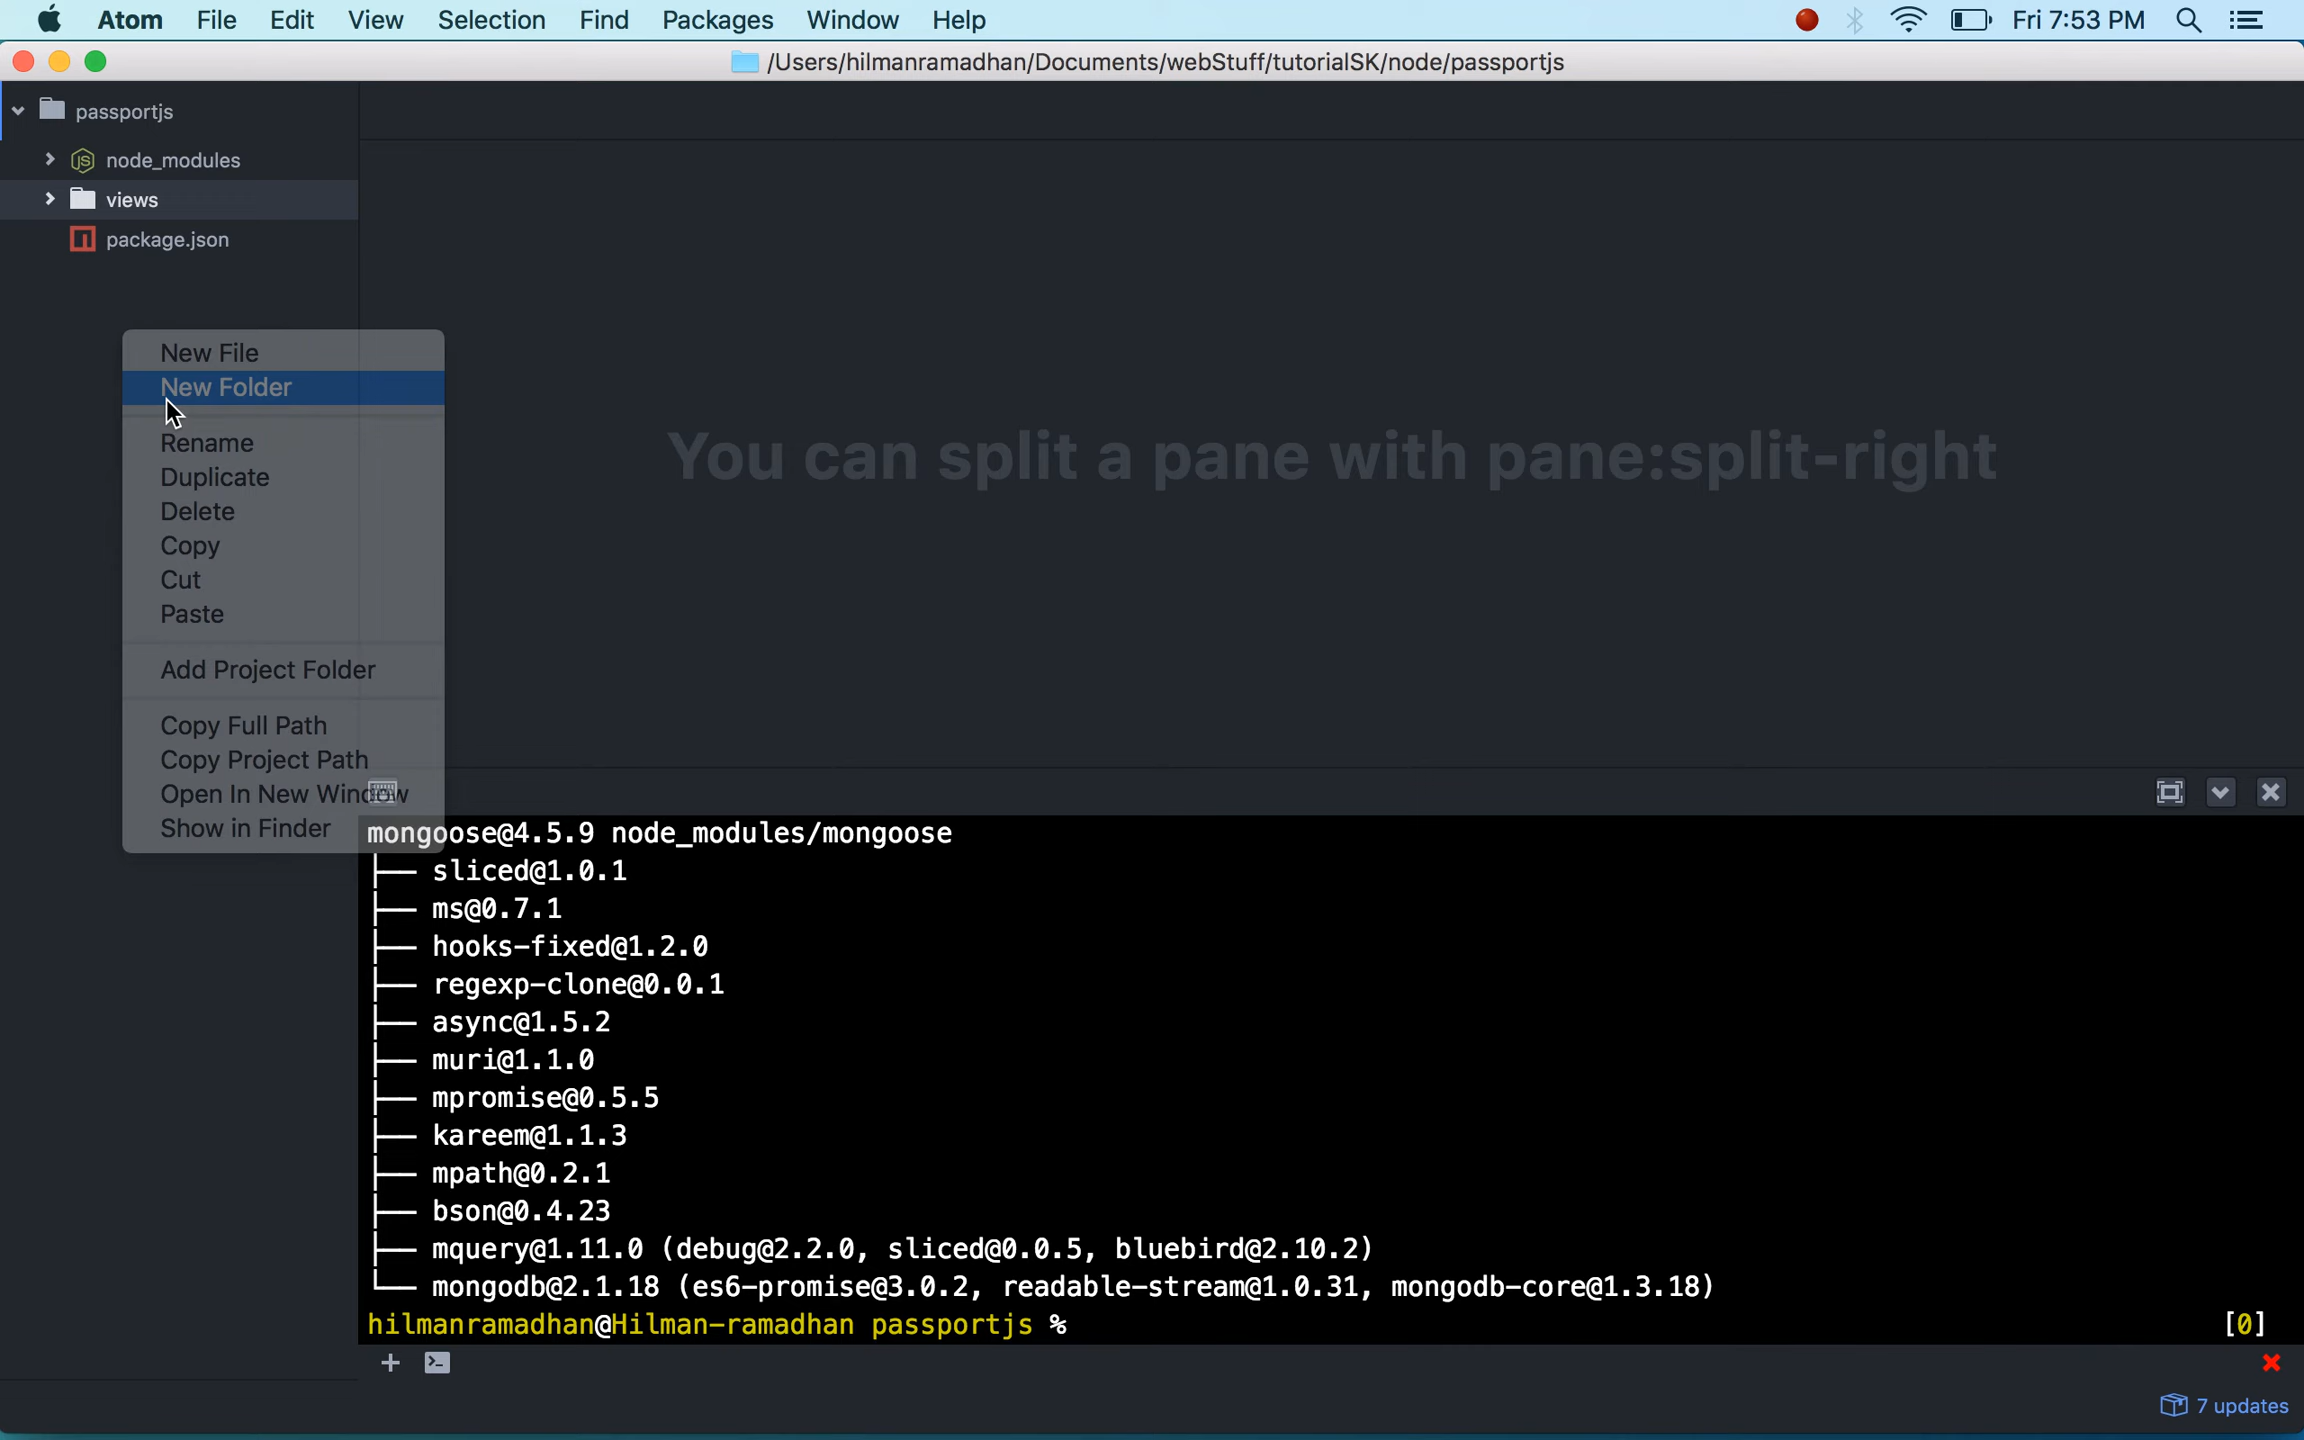 Atom File Edit View Selection Find Packages Window Help Fri 7:53 PM
/Users/hilmanramadhan/Documents/webStuff/tutorialSK/node/passportjs
passportjs
node_modules
views
package.json
New File
New Folder
Rename
Duplicate
Delete
Copy
Cut
Paste
Add Project Folder
Copy Full Path
Copy Project Path
Open In New Window
Show in Finder
You can split a pane with pane:split-right
mongoose@4.5.9 node_modules/mongoose
├── sliced@1.0.1
├── ms@0.7.1
├── hooks-fixed@1.2.0
├── regexp-clone@0.0.1
├── async@1.5.2
├── muri@1.1.0
├── mpromise@0.5.5
├── kareem@1.1.3
├── mpath@0.2.1
├── bson@0.4.23
├── mquery@1.11.0 (debug@2.2.0, sliced@0.0.5, bluebird@2.10.2)
└── mongodb@2.1.18 (es6-promise@3.0.2, readable-stream@1.0.31, mongodb-core@1.3.18)
hilmanramadhan@Hilman-ramadhan passportjs % [0]
7 updates